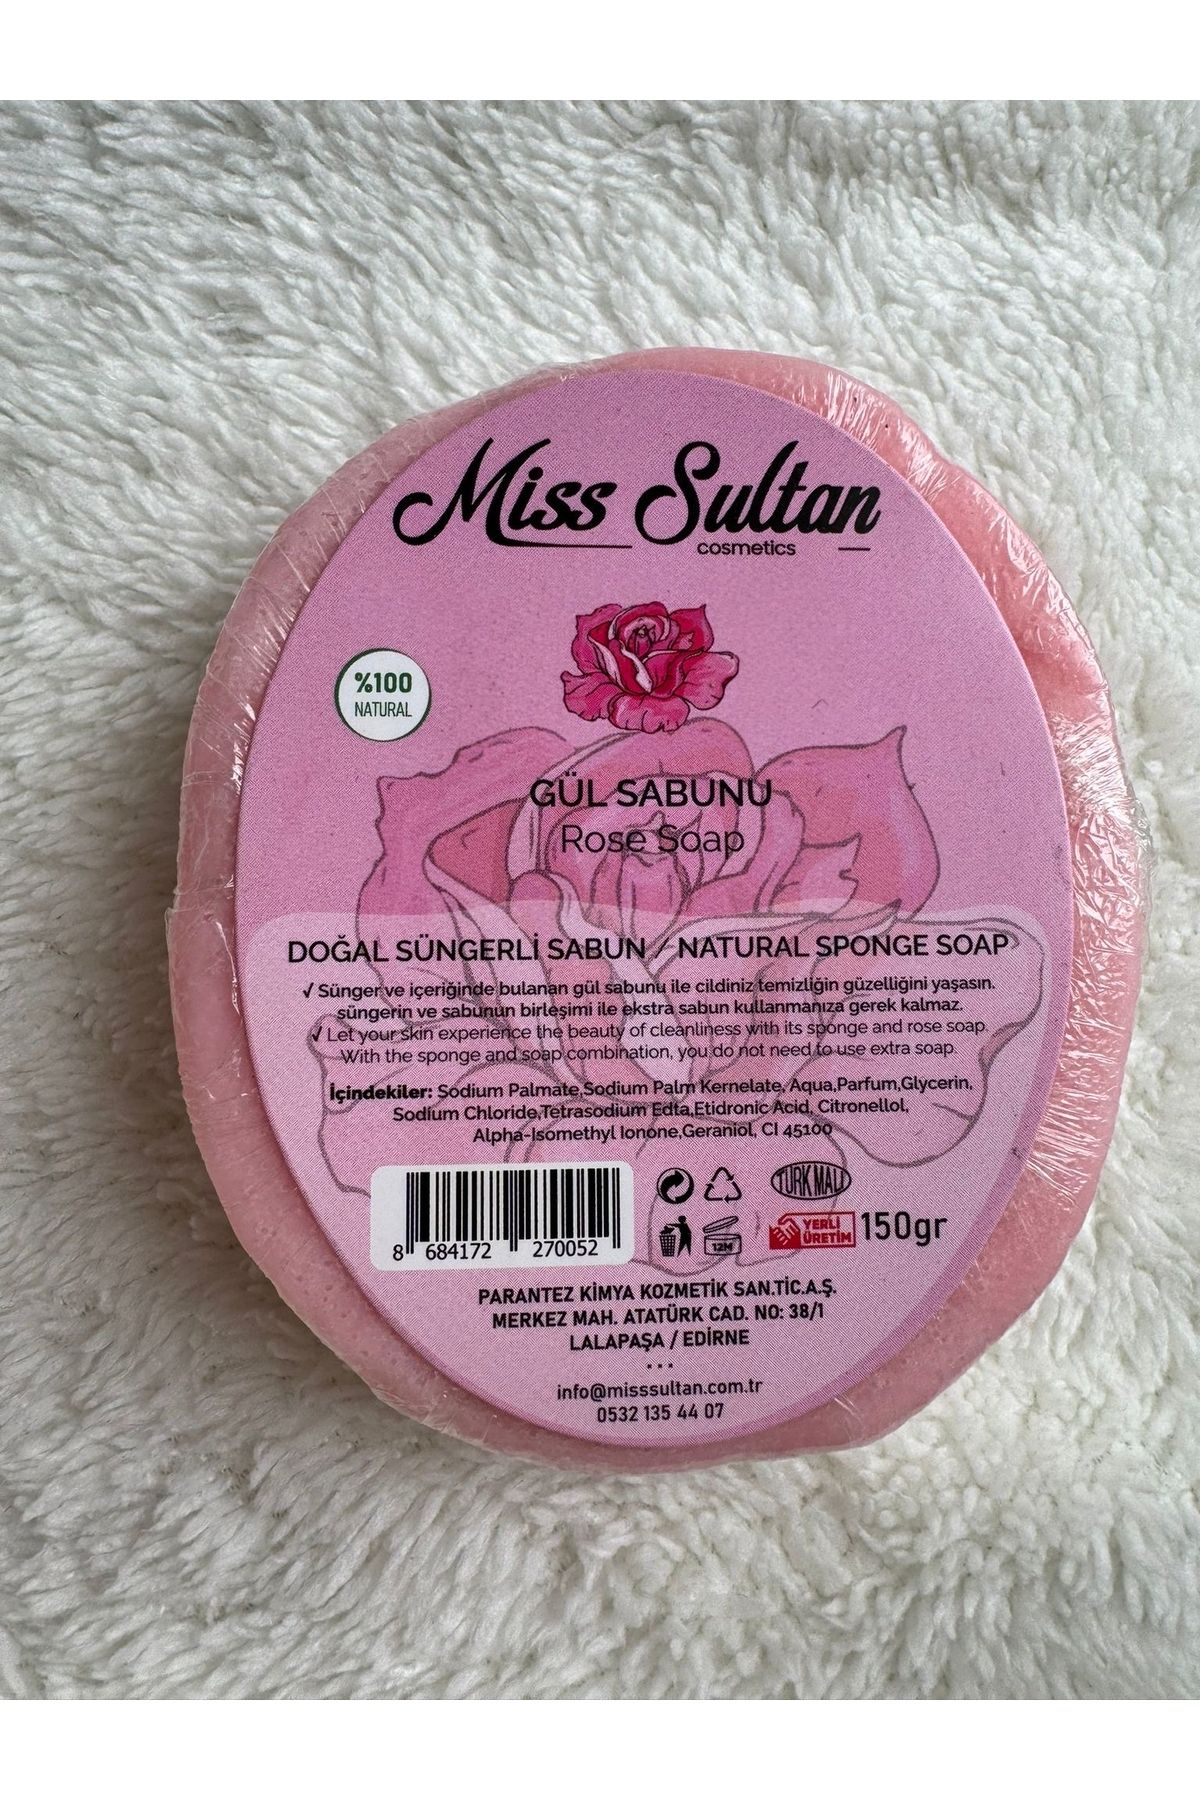 Miss Sultan
cosmetics
%100
NATURAL
GÜL SABUNU
Rose Soap
DOĞAL SÜNGERLİ SABUN / NATURAL SPONGE SOAP
√ Sünger ve içeriğinde bulanan gül sabunu ile cildiniz temizliğin güzelliğini yaşasın.
süngerin ve sabunun birleşimi ile ekstra sabun kullanmanıza gerek kalmaz.
√ Let your skin experience the beauty of cleanliness with its sponge and rose soap.
With the sponge and soap combination, you do not need to use extra soap.
İçindekiler: Sodium Palmate,Sodium Palm Kernelate, Aqua,Parfum,Glycerin,
Sodium Chloride,Tetrasodium Edta,Etidronic Acid, Citronellol,
Alpha-Isomethyl Ionone,Geraniol, CI 45100
TÜRK MALI
12M
YERLİ
ÜRETİM
150gr
8 684172 270052
PARANTEZ KİMYA KOZMETİK SAN.TİC.A.Ş.
MERKEZ MAH. ATATÜRK CAD. NO: 38/1
LALAPAŞA / EDİRNE
...
info@misssultan.com.tr
0532 135 44 07